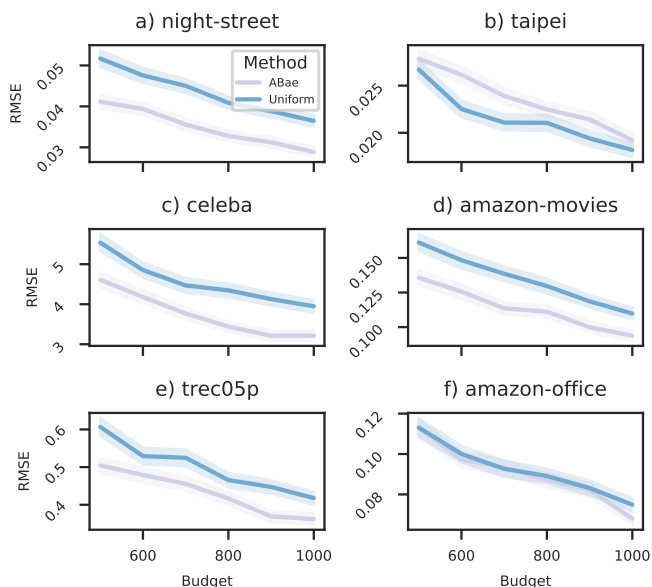 a) night-street
b) taipei
RMSE
0.05
0.04
0.03
Method
ABae
Uniform
0.025
0.020
c) celeba
d) amazon-movies
RMSE
5
4
3
0.150
0.125
0.100
e) trec05p
f) amazon-office
RMSE
0.6
0.5
0.4
0.12
0.10
0.08
600
800
1000
600
800
1000
Budget
Budget